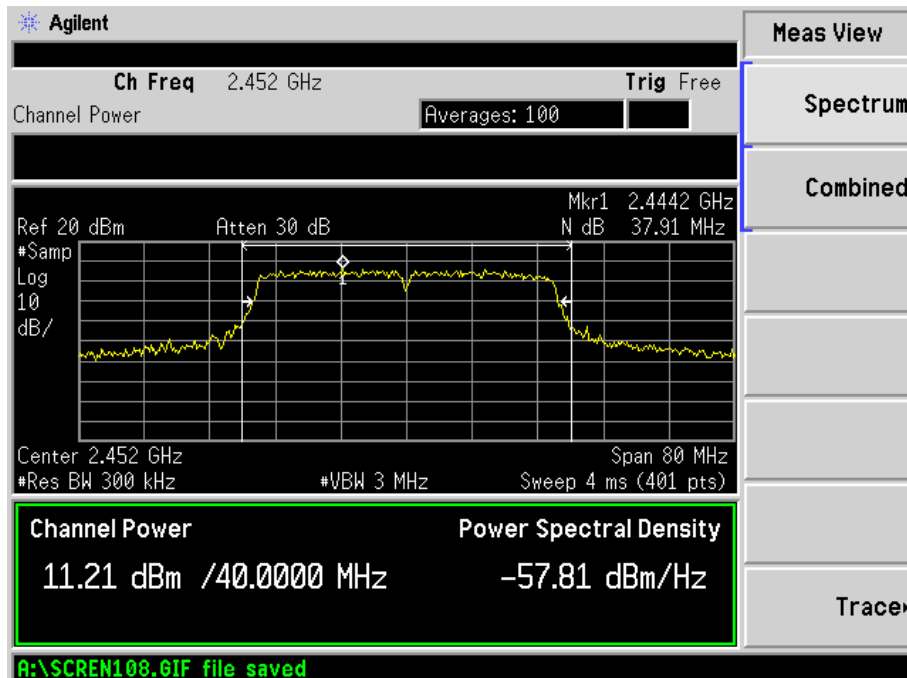 Agilent
Meas View
Ch Freq 2.452 GHz Trig Free
Channel Power Averages: 100
Spectrum
Combined
Mkr1 2.4442 GHz
Ref 20 dBm Atten 30 dB N dB 37.91 MHz
#Samp
Log
10
dB/
1
Center 2.452 GHz Span 80 MHz
#Res BW 300 kHz #VBW 3 MHz Sweep 4 ms (401 pts)
Channel Power Power Spectral Density
11.21 dBm /40.0000 MHz -57.81 dBm/Hz
Trace
A:\SCREN108.GIF file saved